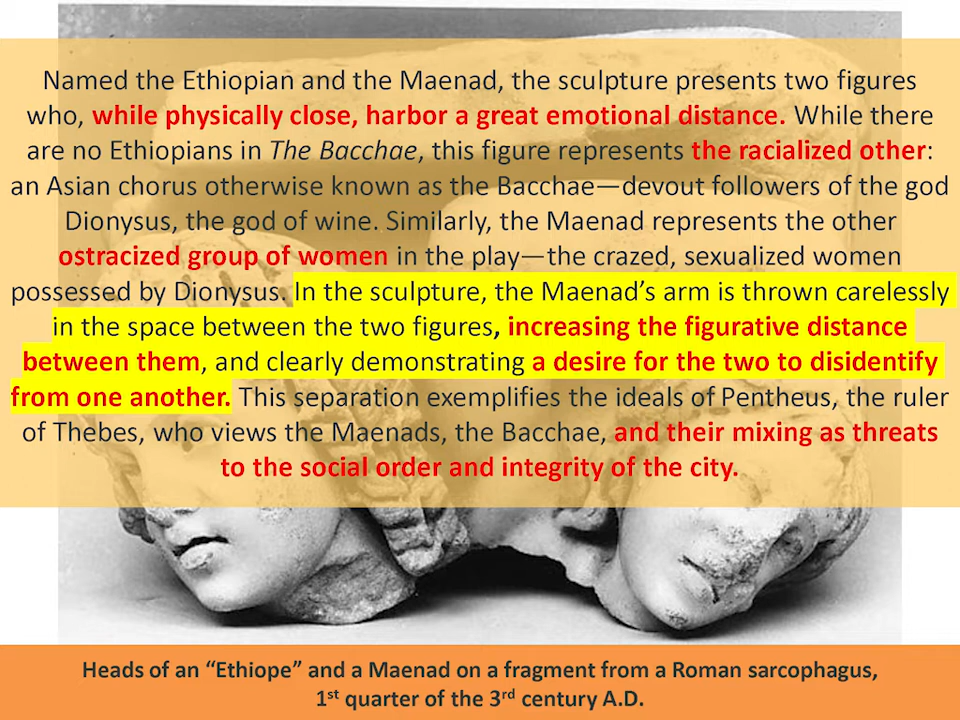 Named the Ethiopian and the Maenad, the sculpture presents two figures
who, while physically close, harbor a great emotional distance. While there
are no Ethiopians in The Bacchae, this figure represents the racialized other:
an Asian chorus otherwise known as the Bacchae—devout followers of the god
Dionysus, the god of wine. Similarly, the Maenad represents the other
ostracized group of women in the play—the crazed, sexualized women
possessed by Dionysus. In the sculpture, the Maenad’s arm is thrown carelessly
in the space between the two figures, increasing the figurative distance
between them, and clearly demonstrating a desire for the two to disidentify
from one another. This separation exemplifies the ideals of Pentheus, the ruler
of Thebes, who views the Maenads, the Bacchae, and their mixing as threats
to the social order and integrity of the city.
Heads of an “Ethiope” and a Maenad on a fragment from a Roman sarcophagus,
1st quarter of the 3rd century A.D.